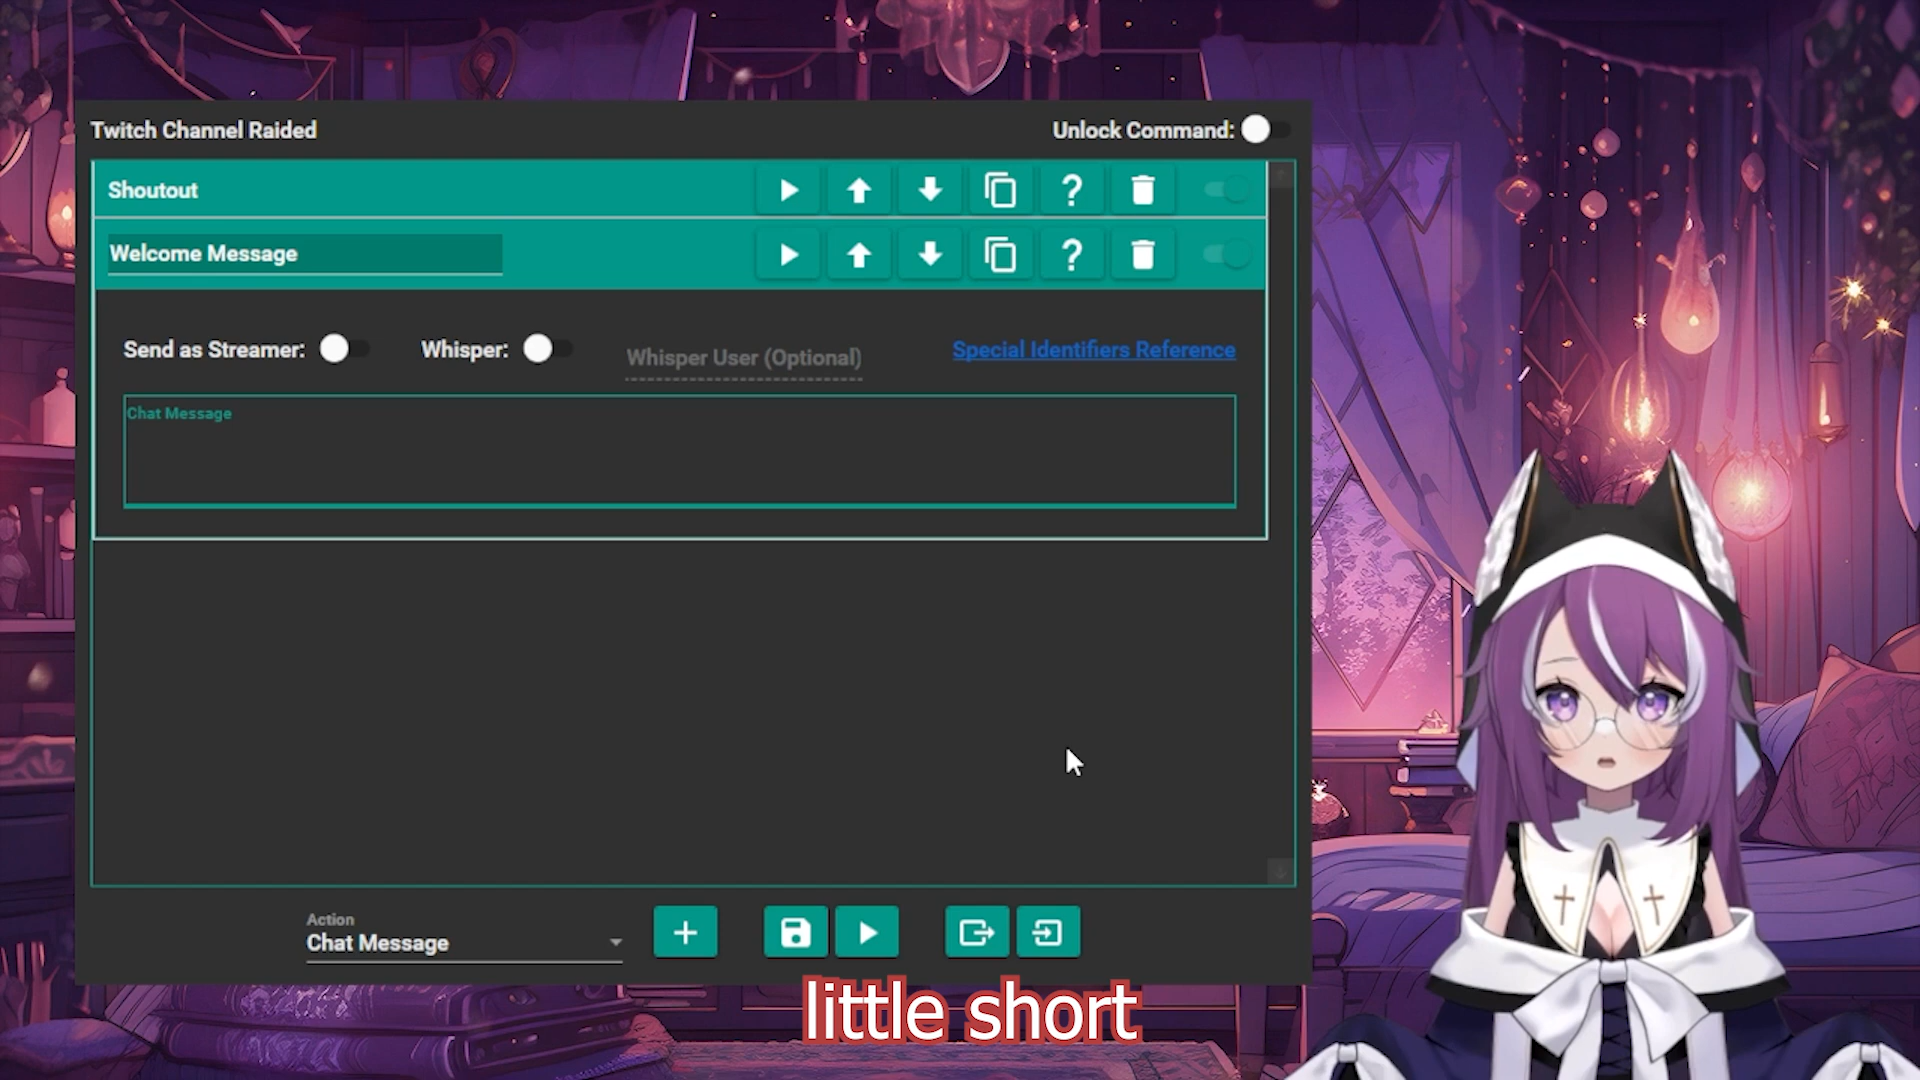 Twitch Channel Raided
Unlock Command:
Shoutout
?
Welcome Message
?
Send as Streamer:
Whisper:
Whisper User (Optional)
Special Identifiers Reference
Chat Message
Action
Chat Message
little short